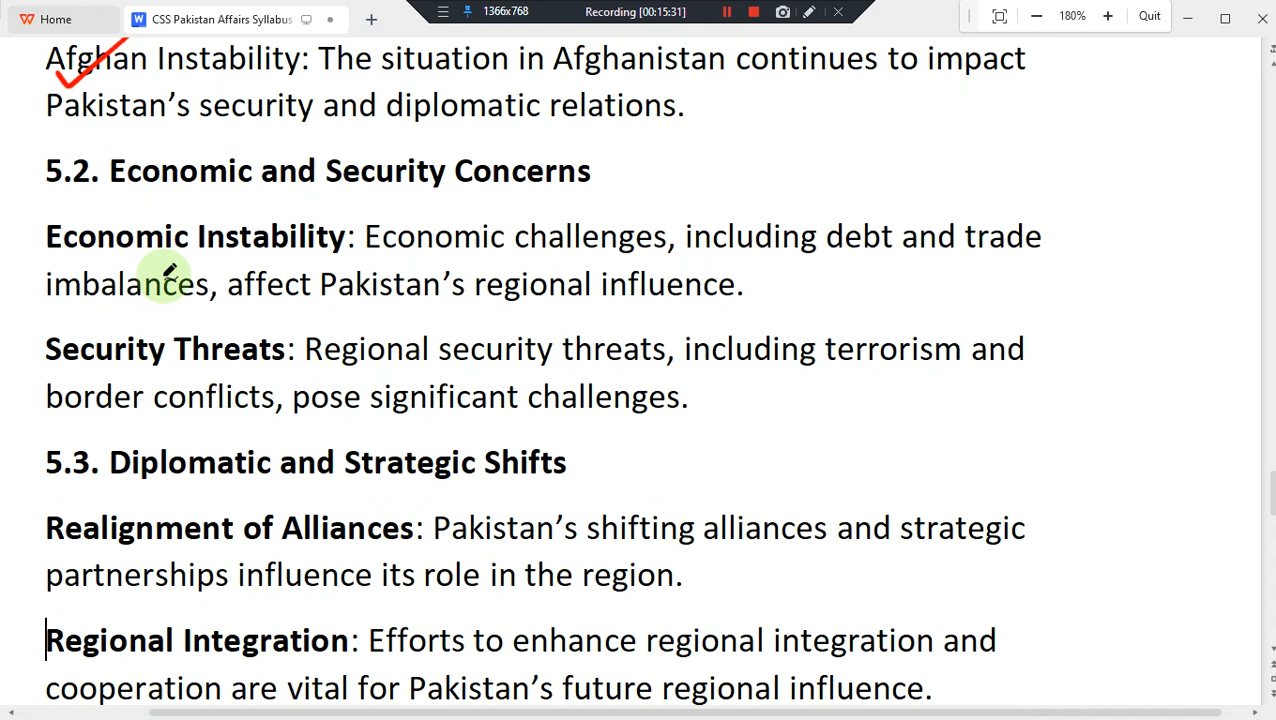 Home
CSS Pakistan Affairs Syllabus
1366x768
Recording [00:15:31]
180%
Quit
Afghan Instability: The situation in Afghanistan continues to impact
Pakistan’s security and diplomatic relations.
5.2. Economic and Security Concerns
Economic Instability: Economic challenges, including debt and trade
imbalances, affect Pakistan’s regional influence.
Security Threats: Regional security threats, including terrorism and
border conflicts, pose significant challenges.
5.3. Diplomatic and Strategic Shifts
Realignment of Alliances: Pakistan’s shifting alliances and strategic
partnerships influence its role in the region.
Regional Integration: Efforts to enhance regional integration and
cooperation are vital for Pakistan’s future regional influence.